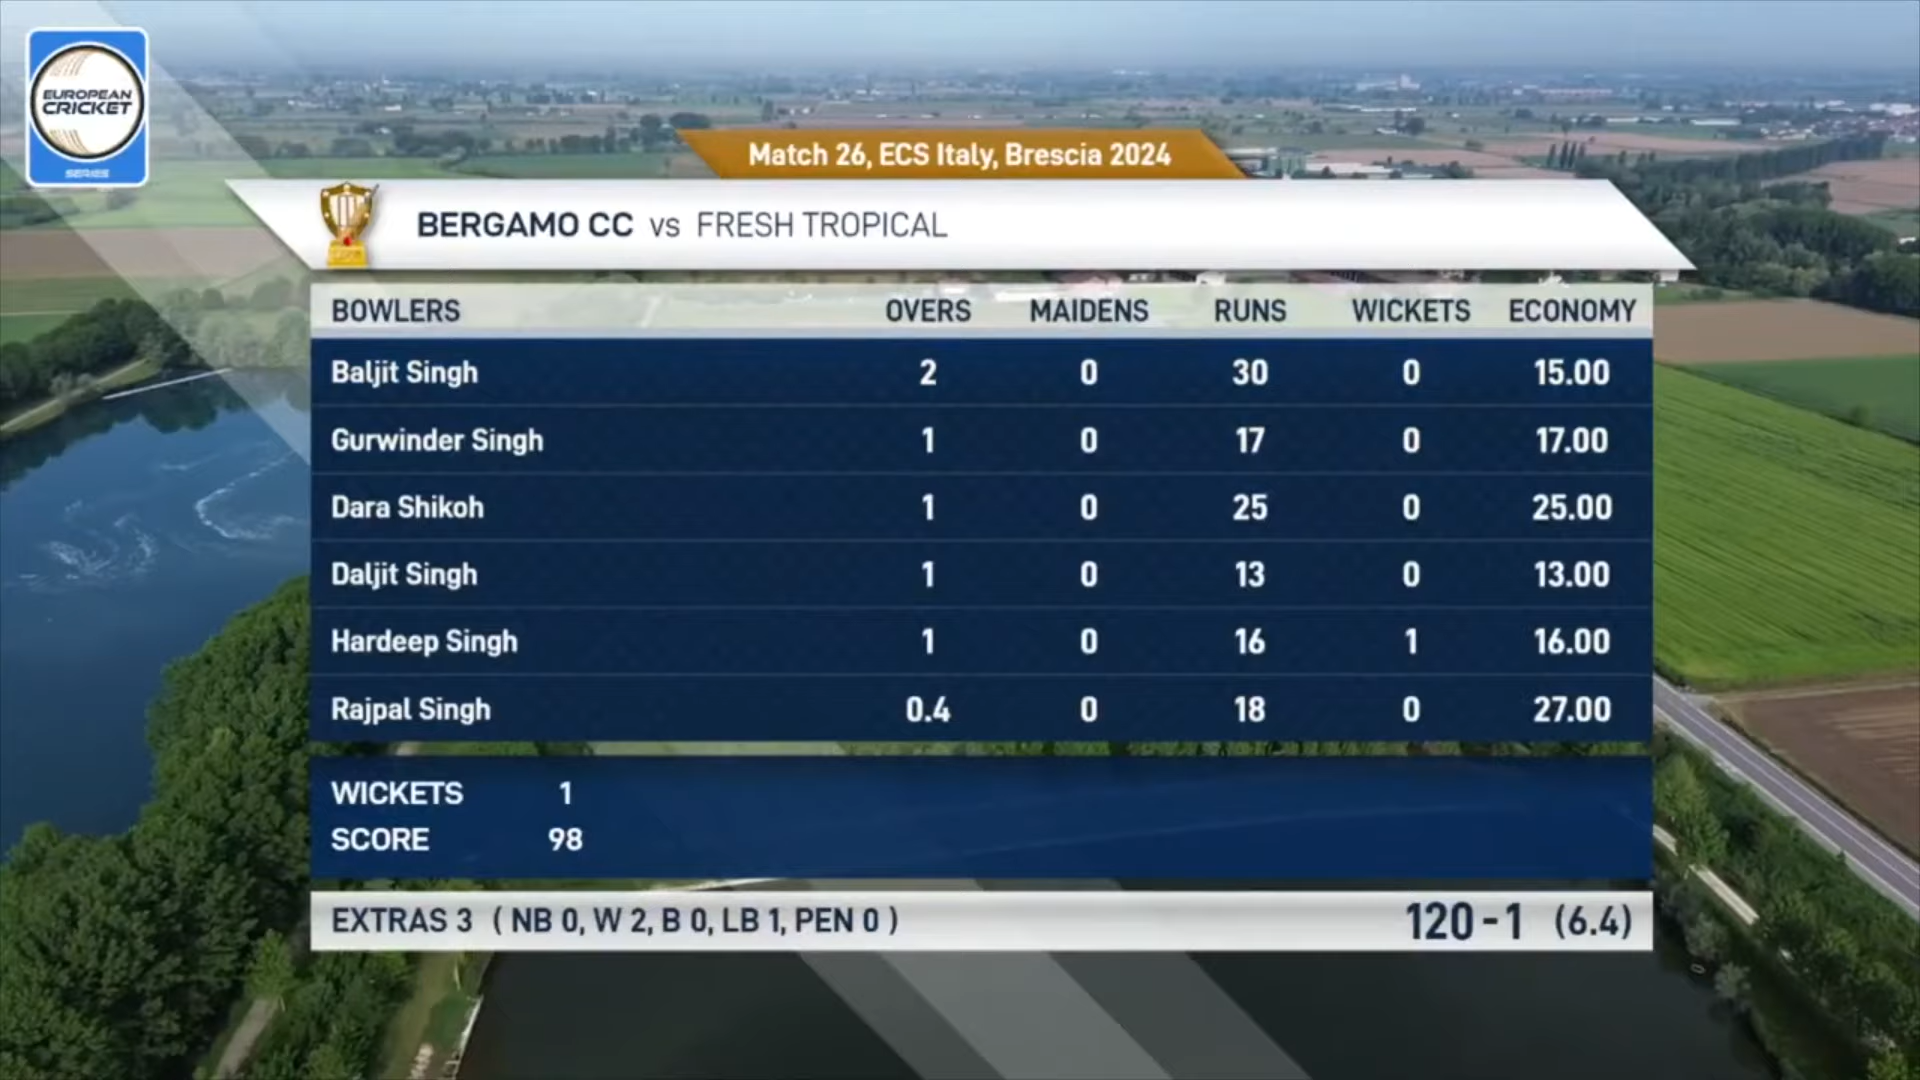 EUROPEAN
CRICKET
SERIES
Match 26, ECS Italy, Brescia 2024
BERGAMO CC vs FRESH TROPICAL
BOWLERS OVERS MAIDENS RUNS WICKETS ECONOMY
Baljit Singh 2 0 30 0 15.00
Gurwinder Singh 1 0 17 0 17.00
Dara Shikoh 1 0 25 0 25.00
Daljit Singh 1 0 13 0 13.00
Hardeep Singh 1 0 16 1 16.00
Rajpal Singh 0.4 0 18 0 27.00
WICKETS 1
SCORE 98
EXTRAS 3 ( NB 0, W 2, B 0, LB 1, PEN 0 ) 120-1 (6.4)